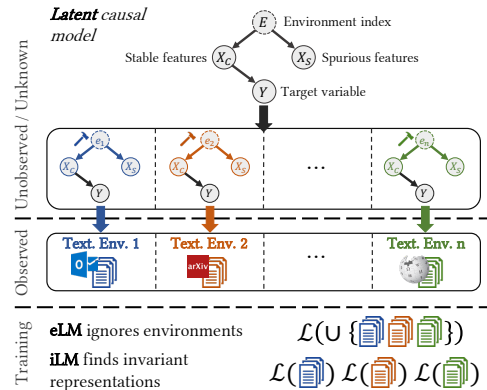 Latent causal
model
E
Environment index
Stable features
X_C
X_S
Spurious features
Y
Target variable
Unobserved / Unknown
e_1
X_C
X_S
Y
e_2
X_C
X_S
Y
...
e_n
X_C
X_S
Y
Observed
Text. Env. 1
Text. Env. 2
...
Text. Env. n
O
arXiv
W
Training
eLM ignores environments
ℒ(∪ { })
iLM finds invariant
representations
ℒ( ) ℒ( ) ℒ( )